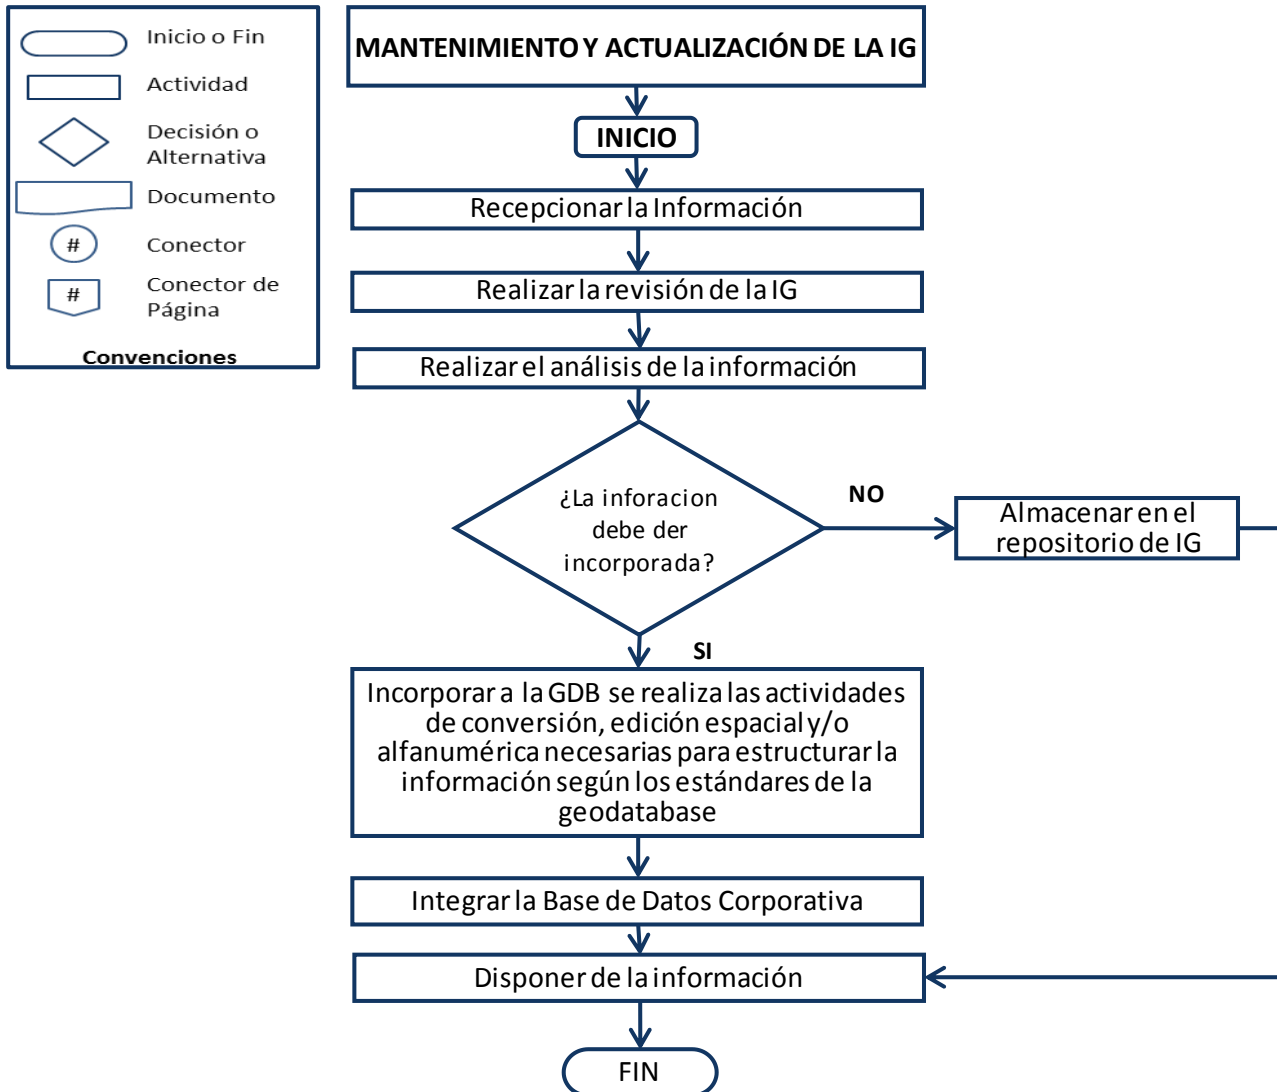 Inicio o Fin
Actividad
Decisión o
Alternativa
Documento
#
Conector
#
Conector de
Página
Convenciones
MANTENIMIENTO Y ACTUALIZACIÓN DE LA IG
INICIO
Recepcionar la Información
Realizar la revisión de la IG
Realizar el análisis de la información
¿La inforacion
debe der
incorporada?
NO
Almacenar en el
repositorio de IG
SI
Incorporar a la GDB se realiza las actividades
de conversión, edición espacial y/o
alfanumérica necesarias para estructurar la
información según los estándares de la
geodatabase
Integrar la Base de Datos Corporativa
Disponer de la información
FIN